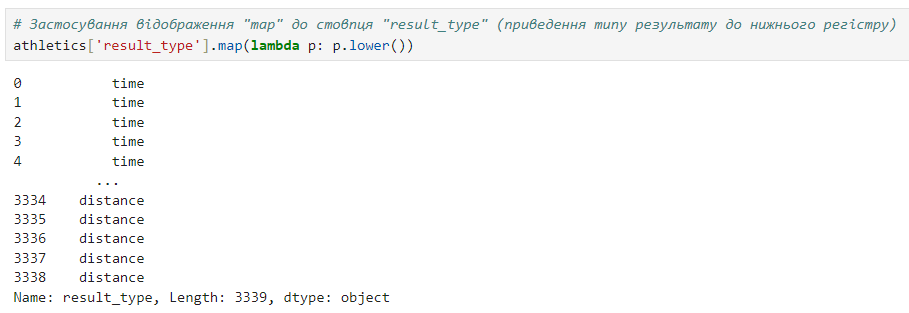 # Застосування відображення "map" до стовпця "result_type" (приведення типу результату до нижнього регістру)
athletics['result_type'].map(lambda p: p.lower())
0           time
1           time
2           time
3           time
4           time
          ...
3334    distance
3335    distance
3336    distance
3337    distance
3338    distance
Name: result_type, Length: 3339, dtype: object